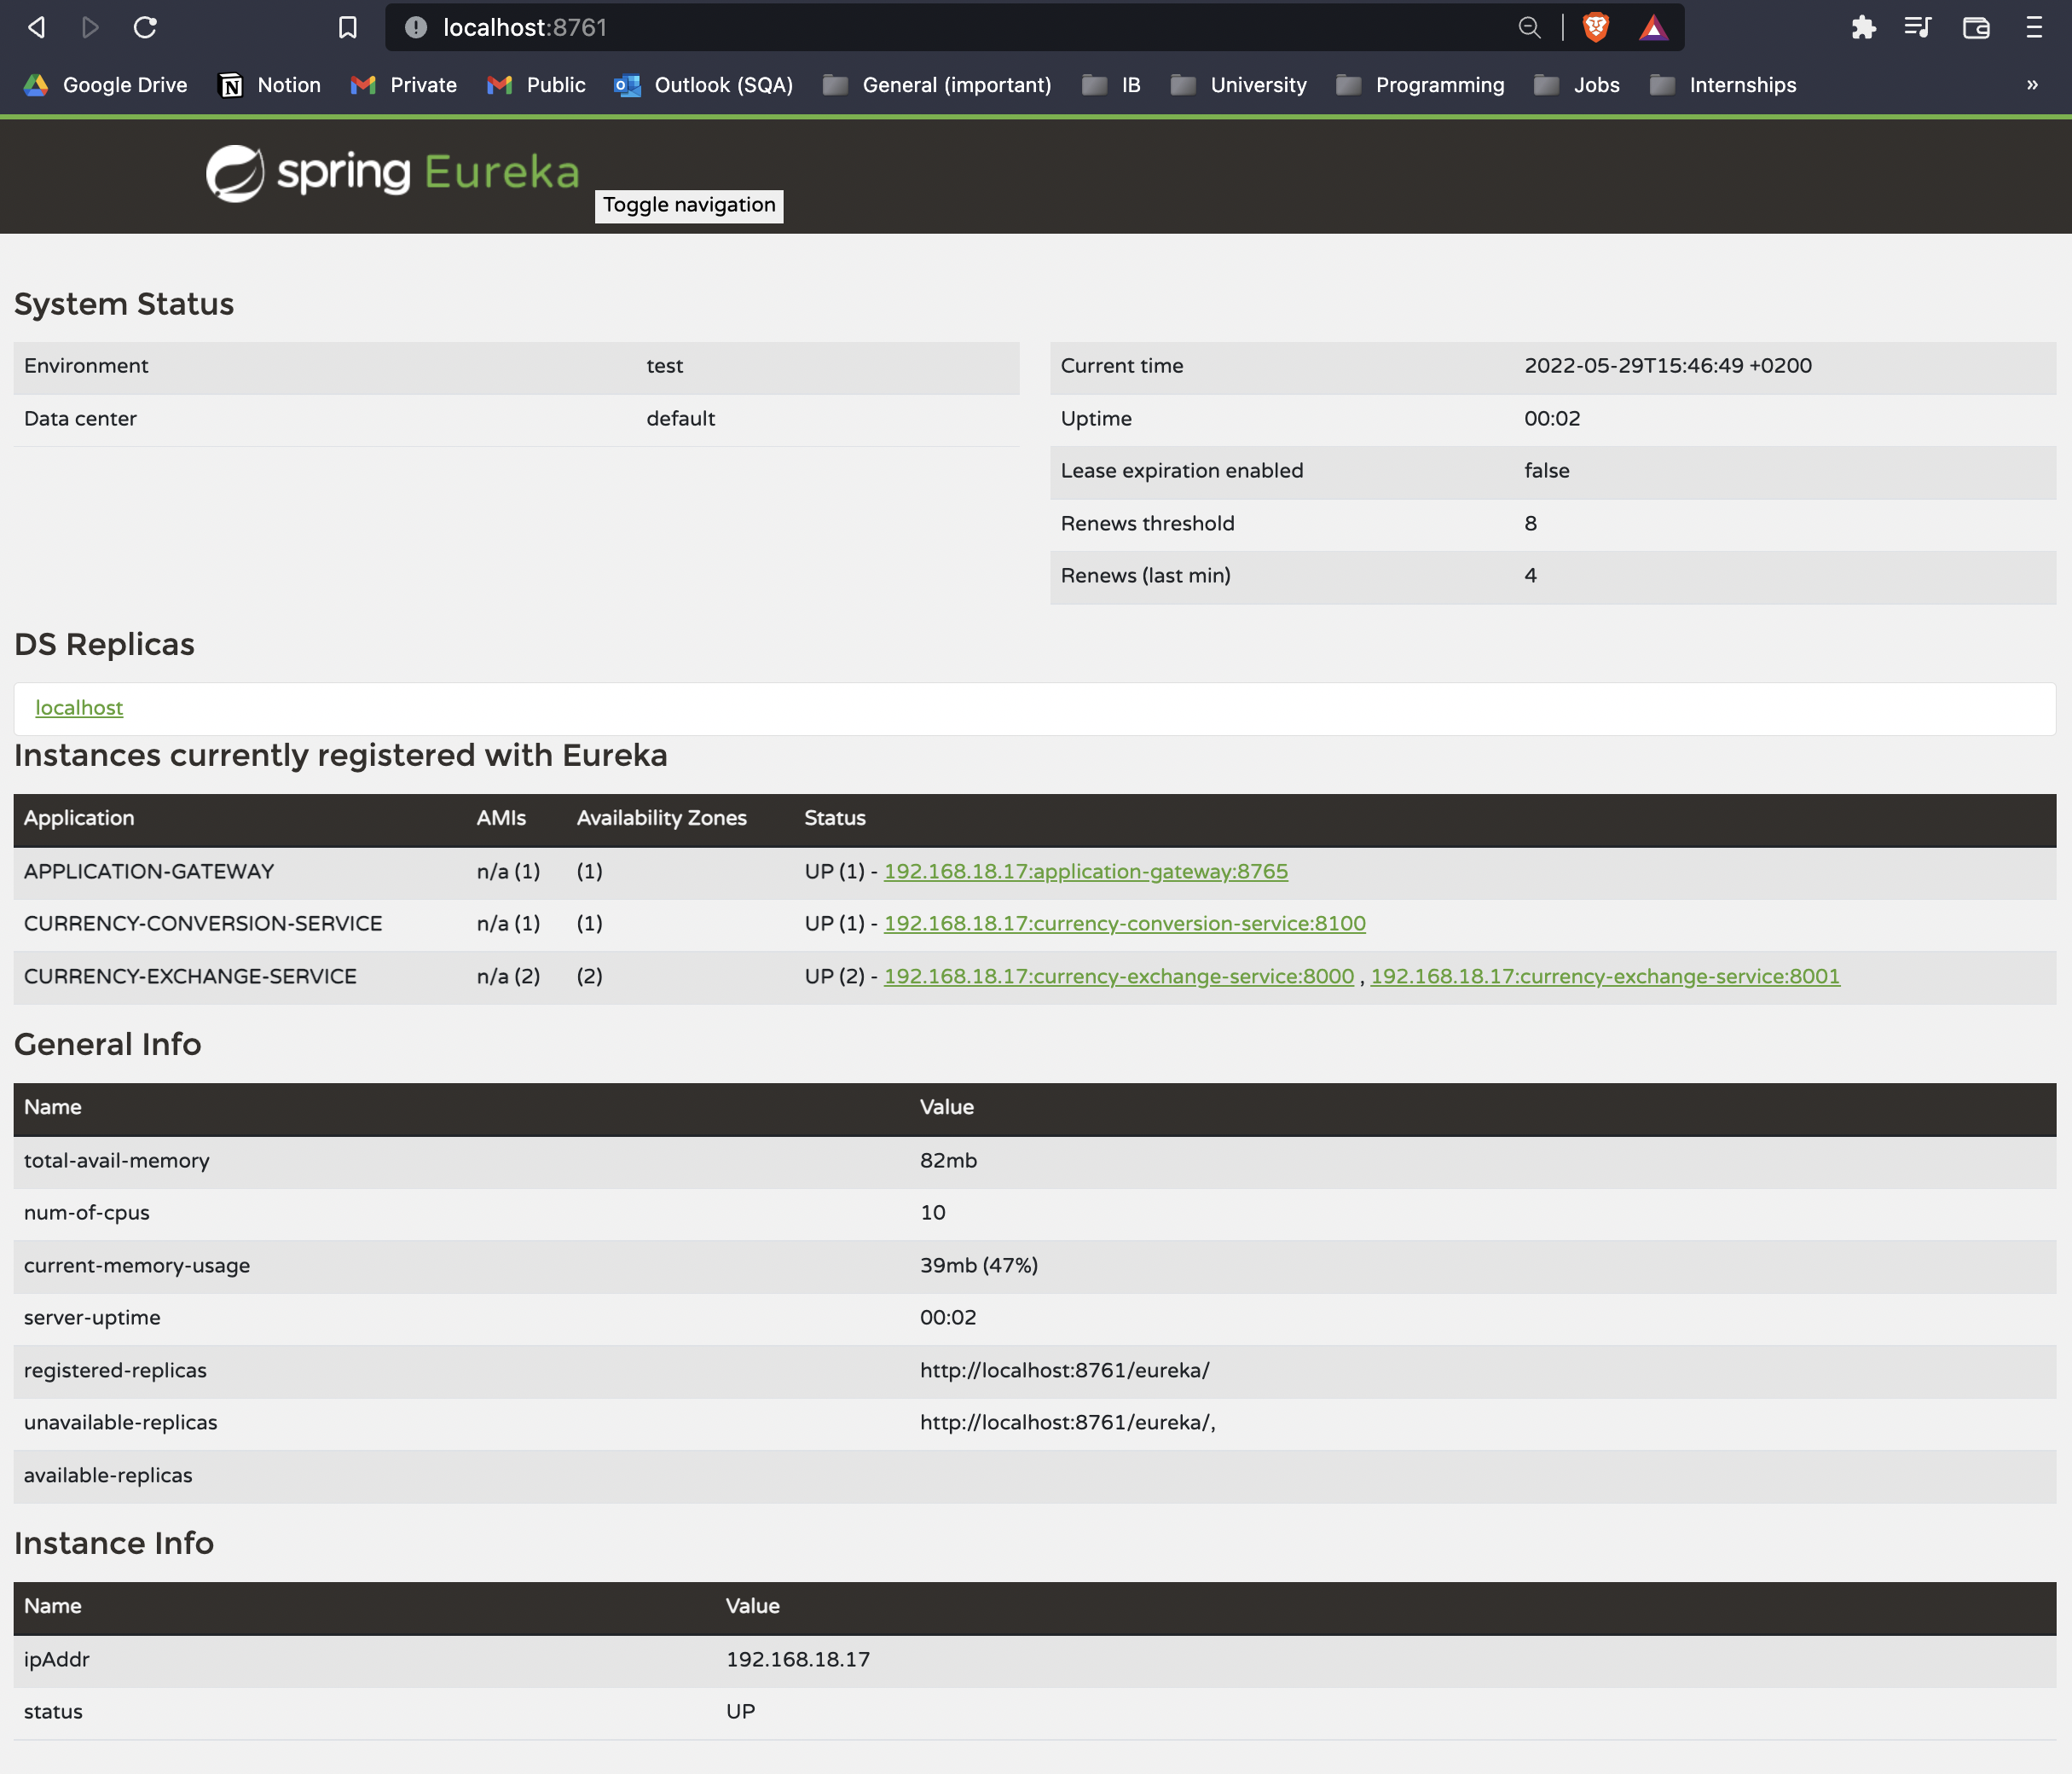 localhost:8761
Google Drive Notion Private Public Outlook (SQA) General (important) IB University Programming Jobs Internships »
spring Eureka
Toggle navigation
System Status
Environment test
Data center default
Current time 2022-05-29T15:46:49 +0200
Uptime 00:02
Lease expiration enabled false
Renews threshold 8
Renews (last min) 4
DS Replicas
localhost
Instances currently registered with Eureka
Application AMIs Availability Zones Status
APPLICATION-GATEWAY n/a (1) (1) UP (1) - 192.168.18.17:application-gateway:8765
CURRENCY-CONVERSION-SERVICE n/a (1) (1) UP (1) - 192.168.18.17:currency-conversion-service:8100
CURRENCY-EXCHANGE-SERVICE n/a (2) (2) UP (2) - 192.168.18.17:currency-exchange-service:8000 , 192.168.18.17:currency-exchange-service:8001
General Info
Name Value
total-avail-memory 82mb
num-of-cpus 10
current-memory-usage 39mb (47%)
server-uptime 00:02
registered-replicas http://localhost:8761/eureka/
unavailable-replicas http://localhost:8761/eureka/,
available-replicas
Instance Info
Name Value
ipAddr 192.168.18.17
status UP